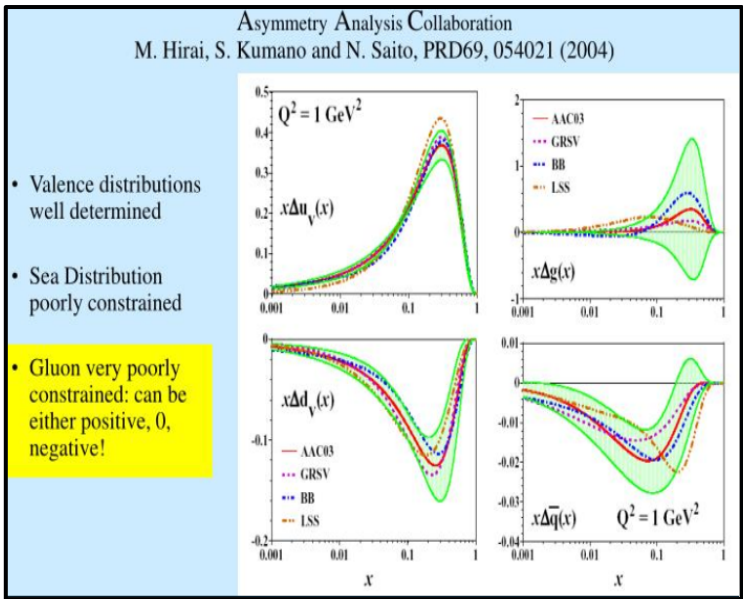 Asymmetry Analysis Collaboration
M. Hirai, S. Kumano and N. Saito, PRD69, 054021 (2004)
• Valence distributions
well determined
• Sea Distribution
poorly constrained
• Gluon very poorly
constrained: can be
either positive, 0,
negative!
0.5
0.4
0.3
0.2
0.1
0
Q² = 1 GeV²
xΔu_v(x)
0.001 0.01 0.1 1
2
1
0
-1
AAC03
GRSV
BB
LSS
xΔg(x)
0.001 0.01 0.1 1
0
-0.1
-0.2
xΔd_v(x)
AAC03
GRSV
BB
LSS
0.001 0.01 0.1 1
x
0.01
0
-0.01
-0.02
-0.03
-0.04
xΔq̅(x) Q² = 1 GeV²
0.001 0.01 0.1 1
x